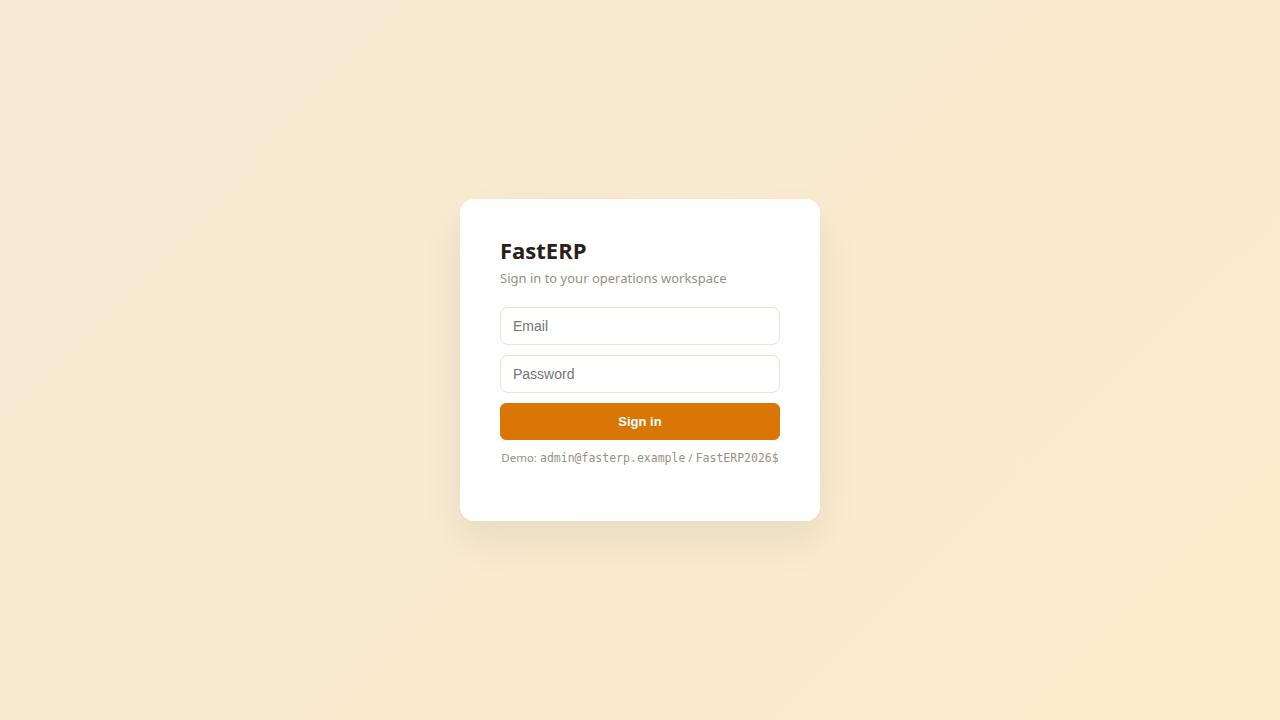 FastERP
Sign in to your operations workspace
Email
Password
Sign in
Demo: admin@fasterp.example / FastERP2026$